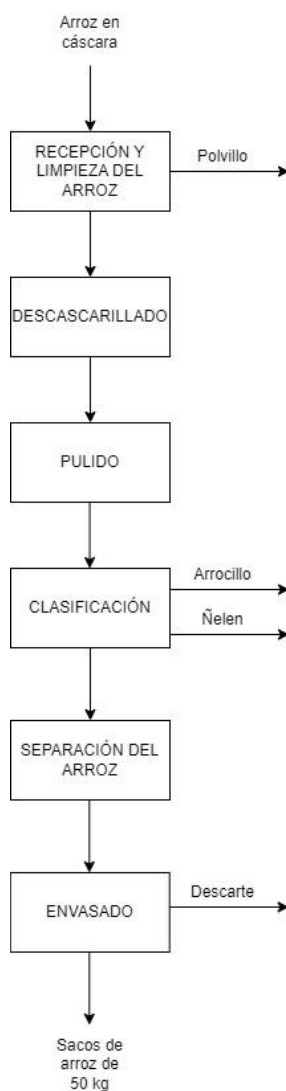 Arroz en
cáscara
RECEPCIÓN Y
LIMPIEZA DEL
ARROZ
Polvillo
DESCASCARILLADO
PULIDO
CLASIFICACIÓN
Arrocillo
Ñelen
SEPARACIÓN DEL
ARROZ
ENVASADO
Descarte
Sacos de
arroz de
50 kg